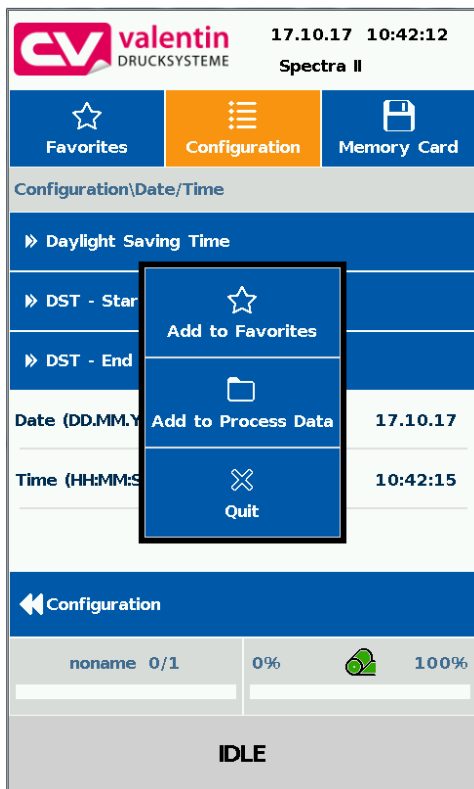 valentin
DRUCKSYSTEME
17.10.17 10:42:12
Spectra II
Favorites
Configuration
Memory Card
Configuration\Date/Time
Daylight Saving Time
DST - Star
DST - End
Date (DD.MM.Y
17.10.17
Time (HH:MM:S
10:42:15
Add to Favorites
Add to Process Data
Quit
Configuration
noname 0/1
0%
100%
IDLE